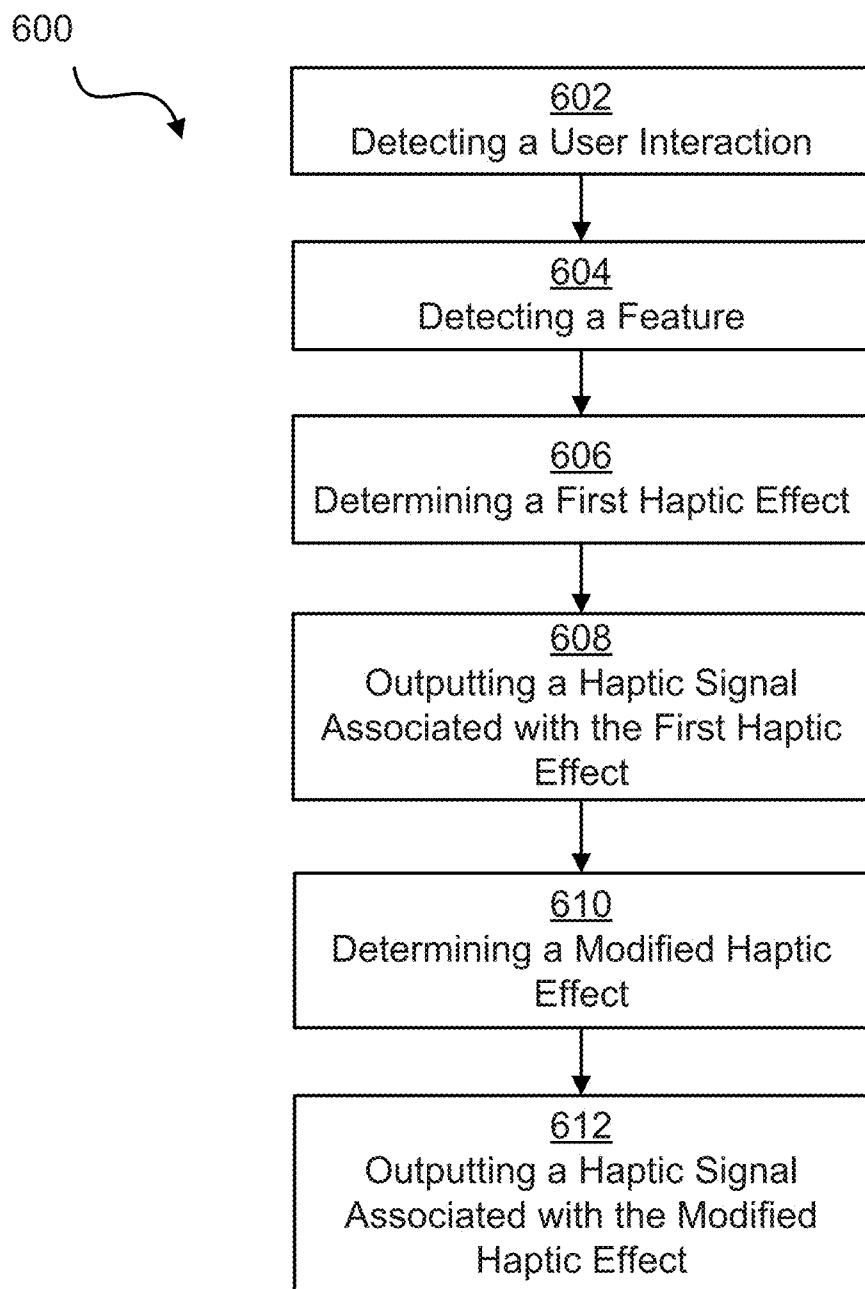 600
602
Detecting a User Interaction
604
Detecting a Feature
606
Determining a First Haptic Effect
608
Outputting a Haptic Signal
Associated with the First Haptic
Effect
610
Determining a Modified Haptic
Effect
612
Outputting a Haptic Signal
Associated with the Modified
Haptic Effect